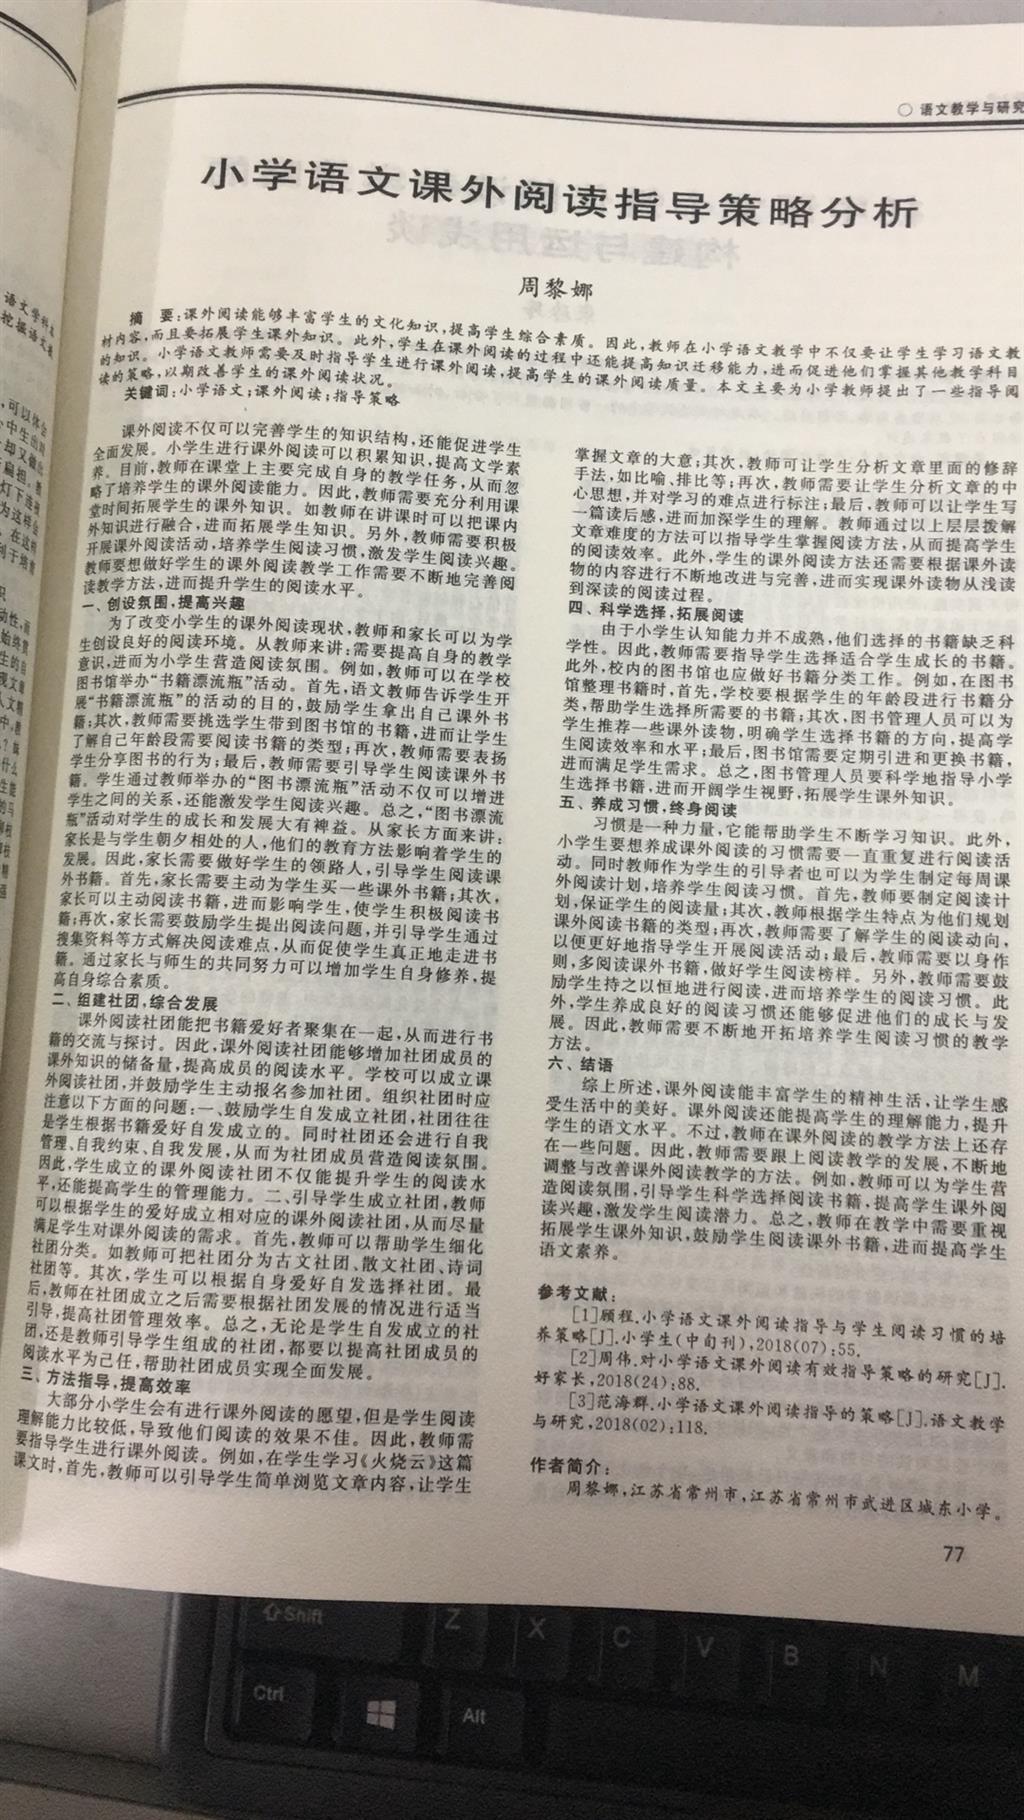 ○ 语文教学与研究
小学语文课外阅读指导策略分析
周黎娜
摘 要:课外阅读能够丰富学生的文化知识,提高学生综合素质。因此,教师在小学语文教学中不仅要让学生学习语文教
材内容,而且要拓展学生课外知识。此外,学生在课外阅读的过程中还能提高知识迁移能力,进而促进他们掌握其他教学科目
的知识。小学语文教师需要及时指导学生进行课外阅读,提高学生的课外阅读质量。本文主要为小学教师提出了一些指导阅
读的策略,以期改善学生的课外阅读状况。
关键词:小学语文;课外阅读;指导策略
课外阅读不仅可以完善学生的知识结构,还能促进学生
全面发展。小学生进行课外阅读可以积累知识,提高文学素
养。目前,教师在课堂上主要完成自身的教学任务,从而忽
略了培养学生的课外阅读能力。因此,教师需要充分利用课
堂时间拓展学生的课外知识。如教师在讲课时可以把课内
外知识进行融合,进而拓展学生知识。另外,教师需要积极
开展课外阅读活动,培养学生阅读习惯,激发学生阅读兴趣。
教师要想做好学生的课外阅读教学工作需要不断地完善阅
读教学方法,进而提升学生的阅读水平。
一、创设氛围,提高兴趣
为了改变小学生的课外阅读现状,教师和家长可以为学
生创设良好的阅读环境。从教师来讲:需要提高自身的教学
意识,进而为小学生营造阅读氛围。例如,教师可以在学校
图书馆举办“书籍漂流瓶”活动。首先,语文教师告诉学生开
展“书籍漂流瓶”的活动的目的,鼓励学生拿出自己课外书
籍;其次,教师需要挑选学生带到图书馆的书籍,进而让学生
了解自己年龄段需要阅读书籍的类型;再次,教师需要表扬
学生分享图书的行为;最后,教师需要引导学生阅读课外书
籍。学生通过教师举办的“图书漂流瓶”活动不仅可以增进
学生之间的关系,还能激发学生阅读兴趣。总之,“图书漂流
瓶”活动对学生的成长和发展大有裨益。从家长方面来讲:
家长是与学生朝夕相处的人,他们的教育方法影响着学生的
发展。因此,家长需要做好学生的领路人,引导学生阅读课
外书籍。首先,家长需要主动为学生买一些课外书籍;其次,
家长可以主动阅读书籍,进而影响学生,使学生积极阅读书
籍;再次,家长需要鼓励学生提出阅读问题,并引导学生通过
搜集资料等方式解决阅读难点,从而促使学生真正地走进书
籍。通过家长与师生的共同努力可以增加学生自身修养,提
高自身综合素质。
二、组建社团,综合发展
课外阅读社团能把书籍爱好者聚集在一起,从而进行书
籍的交流与探讨。因此,课外阅读社团能够增加社团成员的
课外知识的储备量,提高成员的阅读水平。学校可以成立课
外阅读社团,并鼓励学生主动报名参加社团。组织社团时应
注意以下方面的问题:一、鼓励学生自发成立社团,社团往往
是学生根据书籍爱好自发成立的。同时社团还会进行自我
管理、自我约束、自我发展,从而为社团成员营造阅读氛围。
因此,学生成立的课外阅读社团不仅能提升学生的阅读水
平,还能提高学生的管理能力。二、引导学生成立社团,教师
可以根据学生的爱好成立相对应的课外阅读社团,从而尽量
满足学生对课外阅读的需求。首先,教师可以帮助学生细化
社团分类。如教师可把社团分为古文社团、散文社团、诗词
社团等。其次,学生可以根据自身爱好自发选择社团。最
后,教师在社团成立之后需要根据社团发展的情况进行适当
引导,提高社团管理效率。总之,无论是学生自发成立的社
团,还是教师引导学生组成的社团,都要以提高社团成员的
阅读水平为己任,帮助社团成员实现全面发展。
三、方法指导,提高效率
大部分小学生会有进行课外阅读的愿望,但是学生阅读
理解能力比较低,导致他们阅读的效果不佳。因此,教师需
要指导学生进行课外阅读。例如,在学生学习《火烧云》这篇
课文时,首先,教师可以引导学生简单浏览文章内容,让学生
掌握文章的大意;其次,教师可让学生分析文章里面的修辞
手法,如比喻、排比等;再次,教师需要让学生分析文章的中
心思想,并对学习的难点进行标注;最后,教师可以让学生写
一篇读后感,进而加深学生的理解。教师通过以上层层拨解
文章难度的方法可以指导学生掌握阅读方法,从而提高学生
的阅读效率。此外,学生的课外阅读方法还需要根据课外读
物的内容进行不断地改进与完善,进而实现课外读物从浅读
到深读的阅读过程。
四、科学选择,拓展阅读
由于小学生认知能力并不成熟,他们选择的书籍缺乏科
学性。因此,教师需要指导学生选择适合学生成长的书籍。
此外,校内的图书馆也应做好书籍分类工作。例如,在图书
馆整理书籍时,首先,学校要根据学生的年龄段进行书籍分
类,帮助学生选择所需要的书籍;其次,图书管理人员可以为
学生推荐一些课外读物,明确学生选择书籍的方向,提高学
生阅读效率和水平;最后,图书馆需要定期引进和更换书籍,
进而满足学生需求。总之,图书管理人员要科学地指导小学
生选择书籍,进而开阔学生视野,拓展学生课外知识。
五、养成习惯,终身阅读
习惯是一种力量,它能帮助学生不断学习知识。此外,
小学生要想养成课外阅读的习惯需要一直重复进行阅读活
动。同时教师作为学生的引导者也可以为学生制定每周课
外阅读计划,培养学生阅读习惯。首先,教师要制定阅读计
划,保证学生的阅读量;其次,教师根据学生特点为他们规划
课外阅读书籍的类型;再次,教师需要了解学生的阅读动向,
以便更好地指导学生开展阅读活动;最后,教师需要以身作
则,多阅读课外书籍,做好学生阅读榜样。另外,教师需要鼓
励学生持之以恒地进行阅读,进而培养学生的阅读习惯。此
外,学生养成良好的阅读习惯还能够促进他们的成长与发
展。因此,教师需要不断地开拓培养学生阅读习惯的教学
方法。
六、结语
综上所述,课外阅读能丰富学生的精神生活,让学生感
受生活中的美好。课外阅读还能提高学生的理解能力,提升
学生的语文水平。不过,教师在课外阅读的教学方法上还存
在一些问题。因此,教师需要跟上阅读教学的发展,不断地
调整与改善课外阅读教学的方法。例如,教师可以为学生营
造阅读氛围,引导学生科学选择阅读书籍,提高学生课外阅
读兴趣,激发学生阅读潜力。总之,教师在教学中需要重视
拓展学生课外知识,鼓励学生阅读课外书籍,进而提高学生
语文素养。
参考文献:
[1]顾程.小学语文课外阅读指导与学生阅读习惯的培
养策略[J].小学生(中旬刊),2018(07):55.
[2]周伟.对小学语文课外阅读有效指导策略的研究[J].
好家长,2018(24):88.
[3]范海群.小学语文课外阅读指导的策略[J].语文教学
与研究,2018(02):118.
作者简介:
周黎娜,江苏省常州市,江苏省常州市武进区城东小学。
77
Shift Z X C V B N M
Ctrl Alt